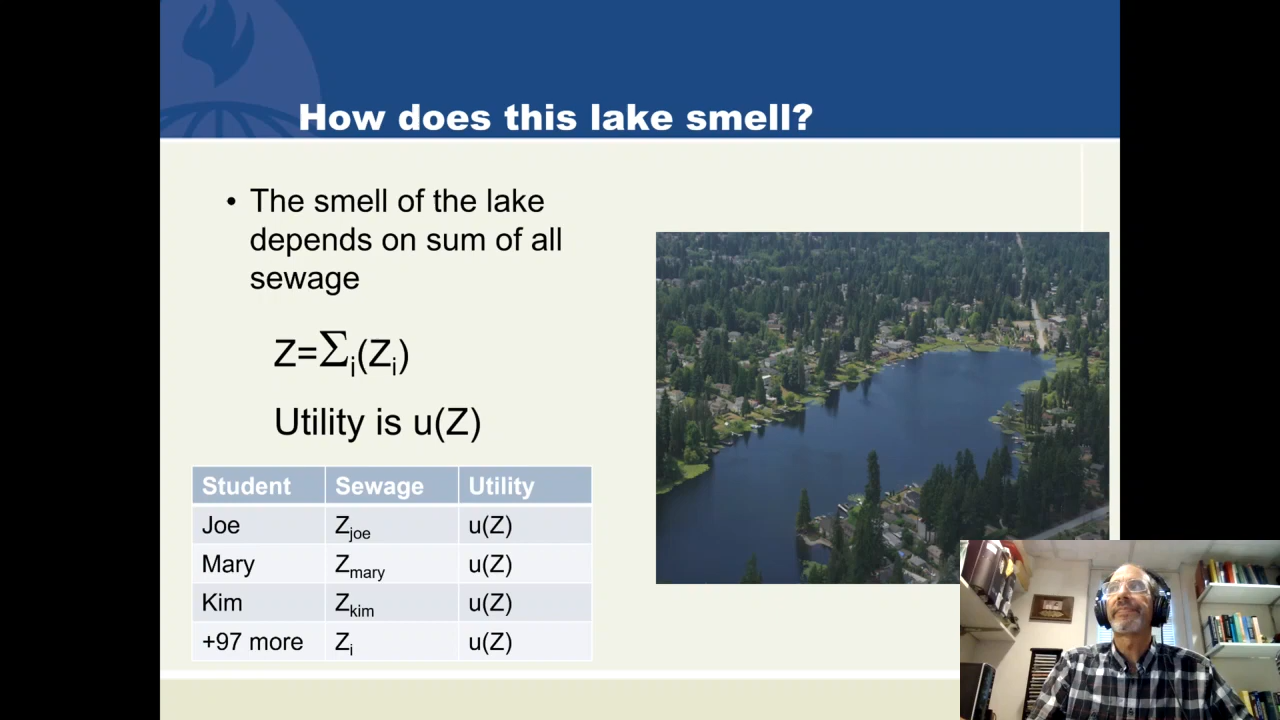 How does this lake smell?
• The smell of the lake
depends on sum of all
sewage
Z=Σi(Zi)
Utility is u(Z)
Student Sewage Utility
Joe Zjoe u(Z)
Mary Zmary u(Z)
Kim Zkim u(Z)
+97 more Zi u(Z)